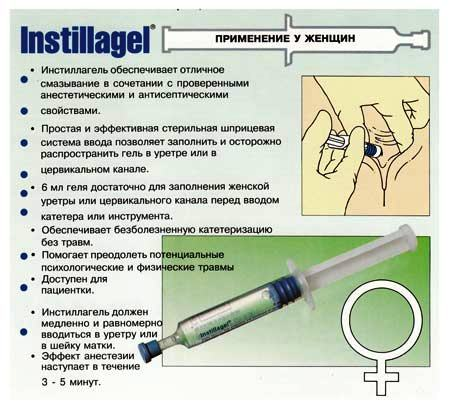 Instillagel®
ПРИМЕНЕНИЕ У ЖЕНЩИН
• Инстиллагель обеспечивает отличное
смазывание в сочетании с проверенными
анестетическими и антисептическими
свойствами.
• Простая и эффективная стерильная шприцевая
система ввода позволяет заполнить и осторожно
распространить гель в уретре или в
цервикальном канале.
• 6 мл геля достаточно для заполнения женской
уретры или цервикального канала перед вводом
катетера или инструмента.
• Обеспечивает безболезненную катетеризацию
без травм.
• Помогает преодолеть потенциальные
психологические и физические травмы
• Доступен для
пациентки.
• Инстиллагель должен
медленно и равномерно
вводиться в уретру или
в шейку матки.
• Эффект анестезии
наступает в течение
3 - 5 минут.
Instillagel®